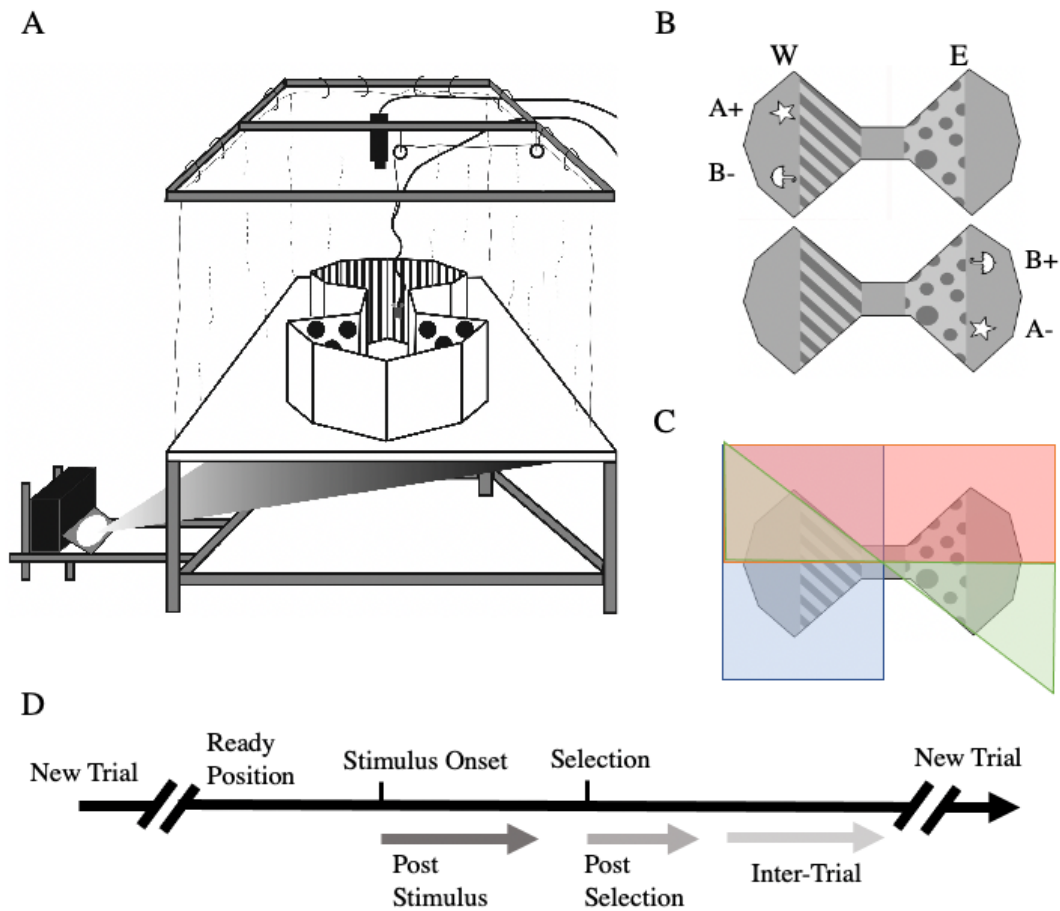 A
B
W
E
A+
B-
B+
A-
C
D
New Trial
Ready
Position
Stimulus Onset
Selection
New Trial
Post
Stimulus
Post
Selection
Inter-Trial